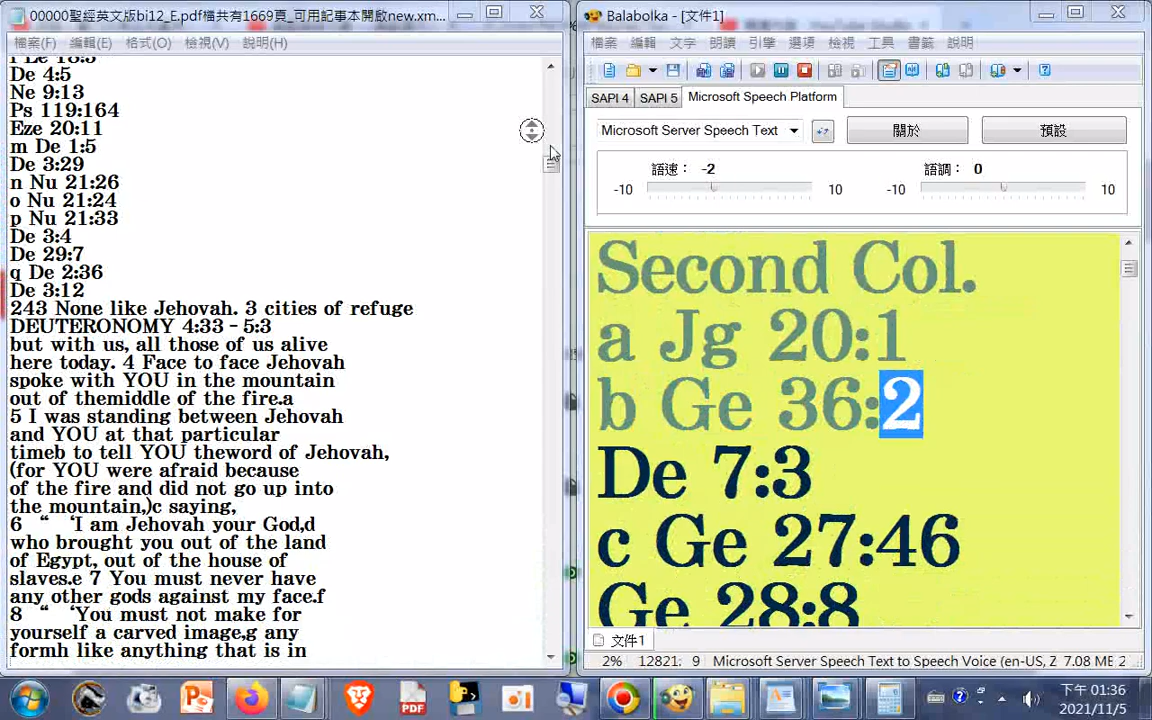 00000聖經英文版bi12_E.pdf檔共有1669頁_可用記事本開啟new.xm...
檔案(F) 編輯(E) 格式(O) 檢視(V) 說明(H)
De 4:5
Ne 9:13
Ps 119:164
Eze 20:11
m De 1:5
De 3:29
n Nu 21:26
o Nu 21:24
p Nu 21:33
De 3:4
De 29:7
q De 2:36
De 3:12
243 None like Jehovah. 3 cities of refuge
DEUTERONOMY 4:33 - 5:3
but with us, all those of us alive
here today. 4 Face to face Jehovah
spoke with YOU in the mountain
out of themiddle of the fire.a
5 I was standing between Jehovah
and YOU at that particular
timeb to tell YOU theword of Jehovah,
(for YOU were afraid because
of the fire and did not go up into
the mountain,)c saying,
6 “ ‘I am Jehovah your God,d
who brought you out of the land
of Egypt, out of the house of
slaves.e 7 You must never have
any other gods against my face.f
8 “ ‘You must not make for
yourself a carved image,g any
formh like anything that is in
Balabolka - [文件1]
檔案 編輯 文字 朗讀 引擎 選項 檢視 工具 書籤 說明
SAPI 4 SAPI 5 Microsoft Speech Platform
Microsoft Server Speech Text 關於 預設
語速： -2 語調： 0
-10 10 -10 10
Second Col.
a Jg 20:1
b Ge 36:2
De 7:3
c Ge 27:46
Ge 28:8
文件1
2% 12821: 9 Microsoft Server Speech Text to Speech Voice (en-US, Z 7.08 MB 2
PDF
下午 01:36
2021/11/5